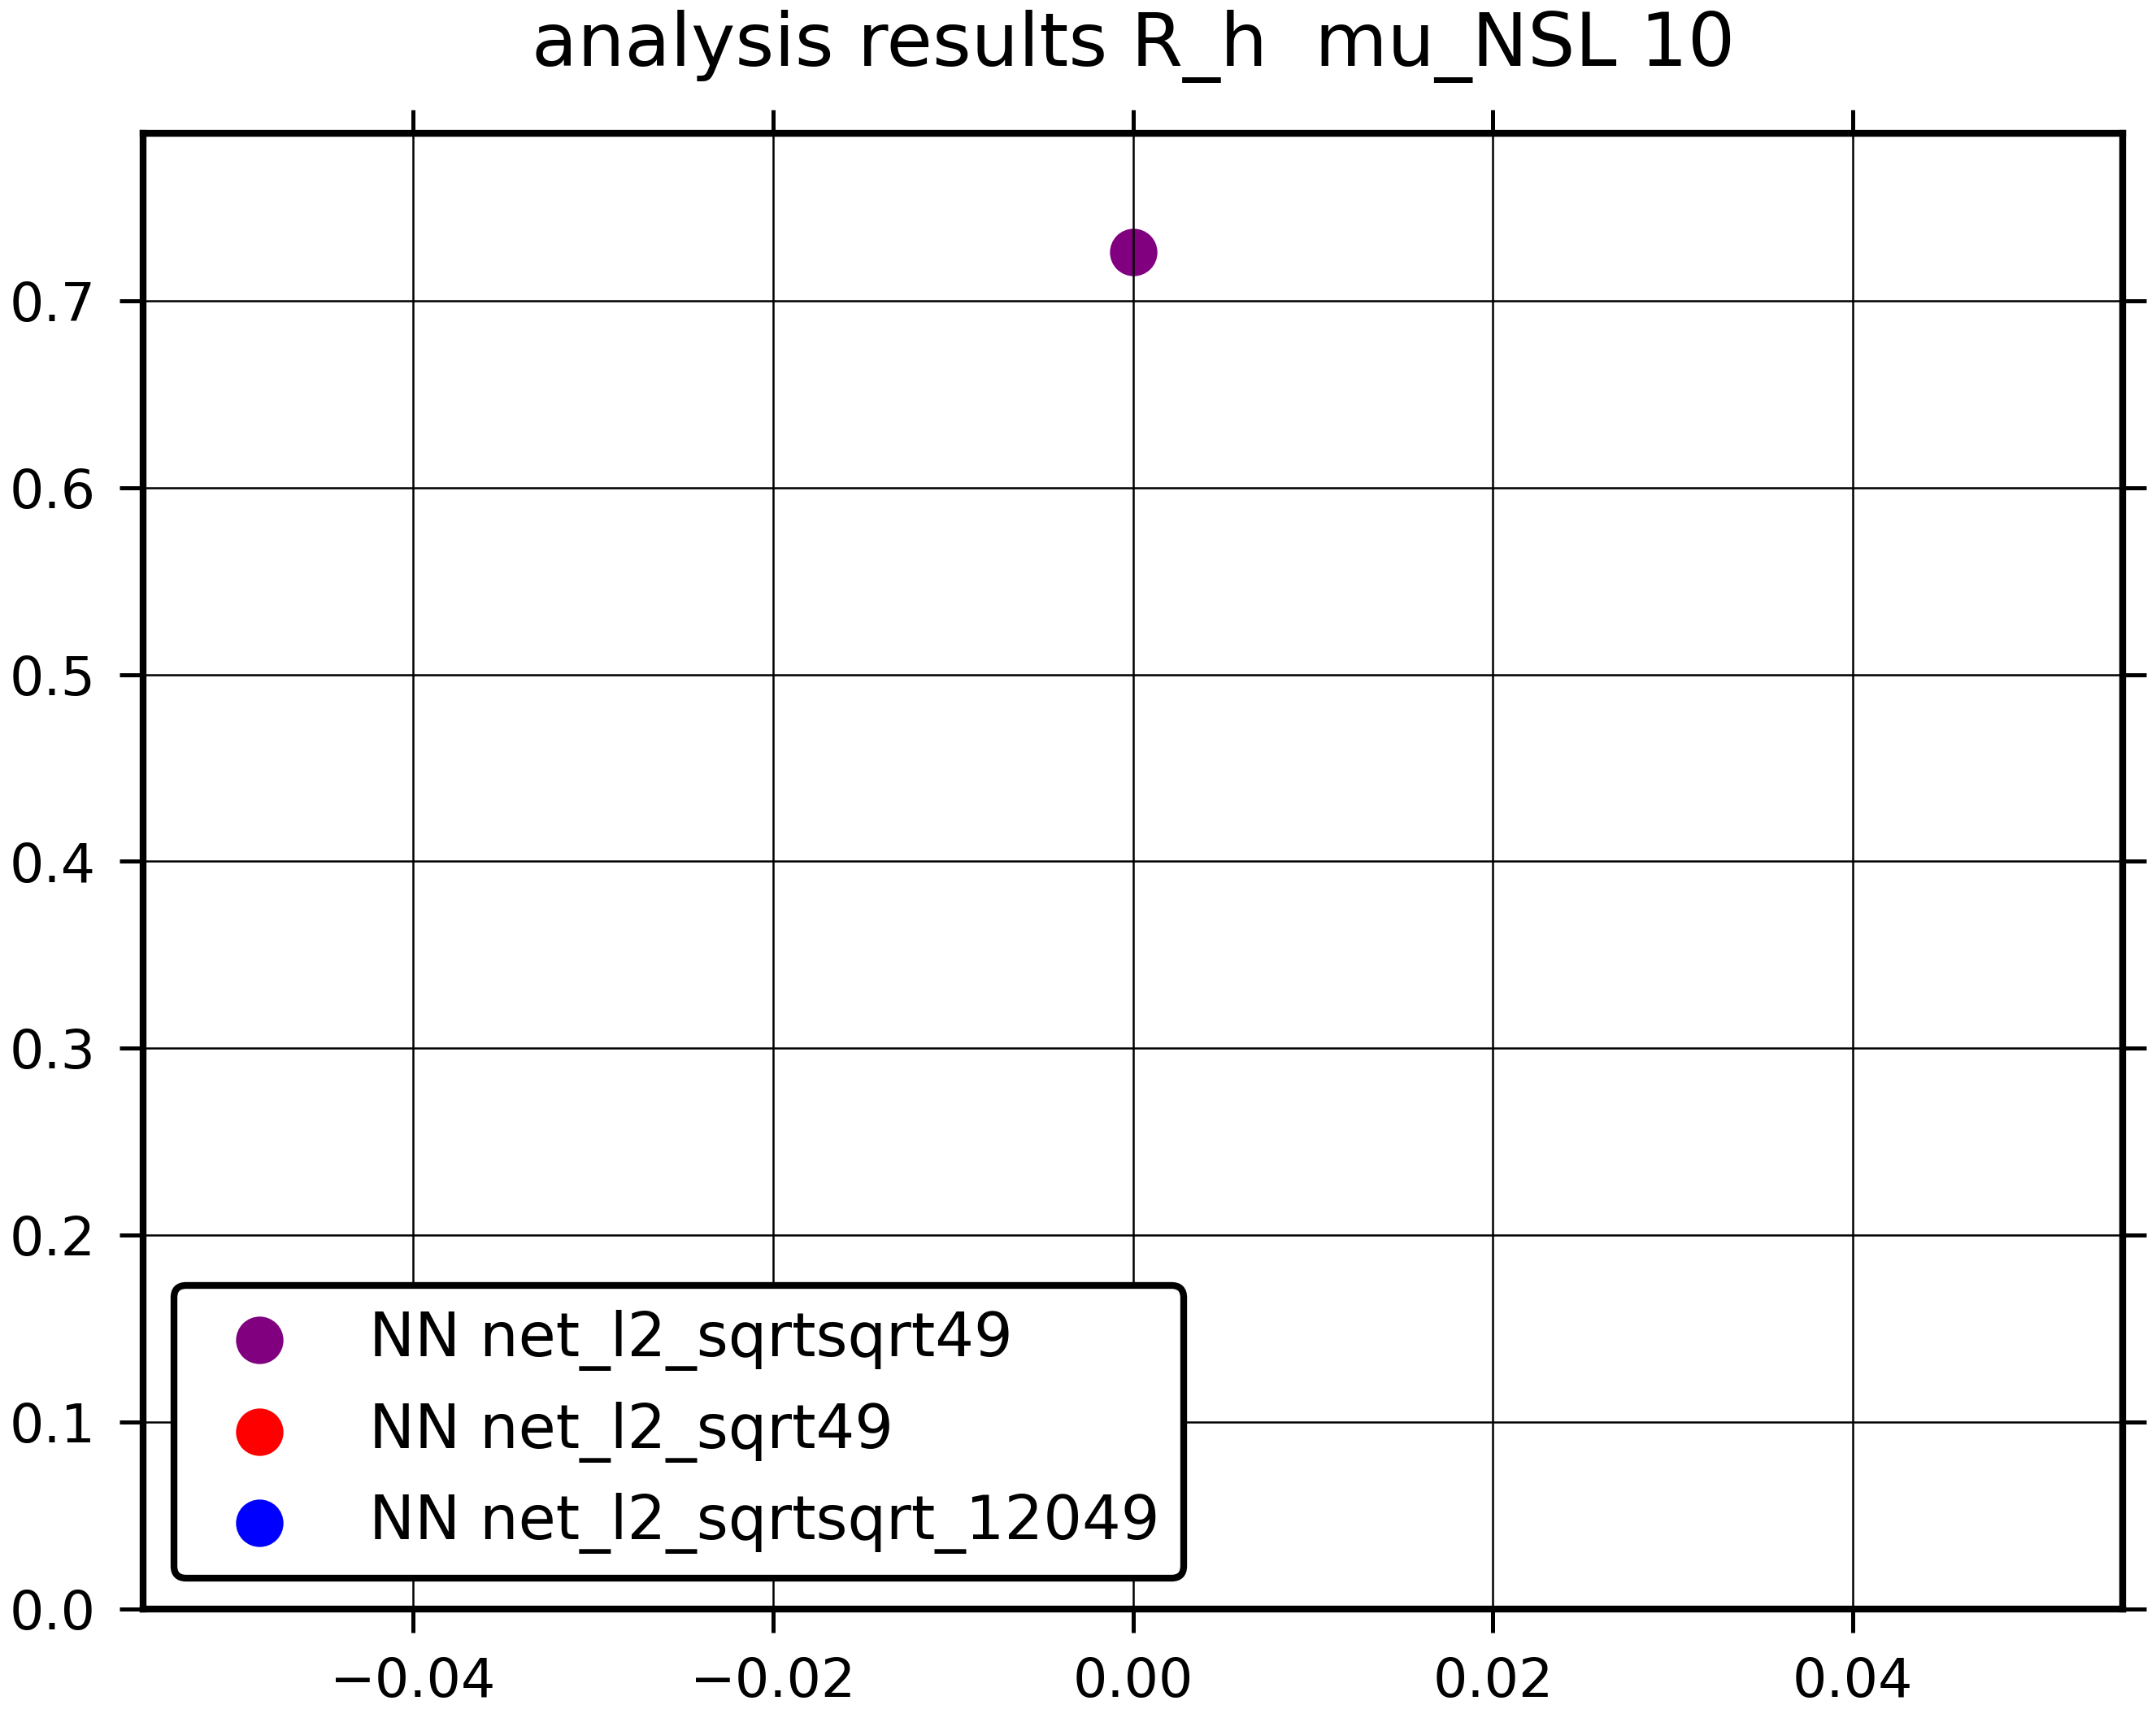 analysis results R_h  mu_NSL 10
0.7
0.6
0.5
0.4
0.3
0.2
0.1
0.0
NN net_l2_sqrtsqrt49
NN net_l2_sqrt49
NN net_l2_sqrtsqrt_12049
−0.04 −0.02 0.00 0.02 0.04